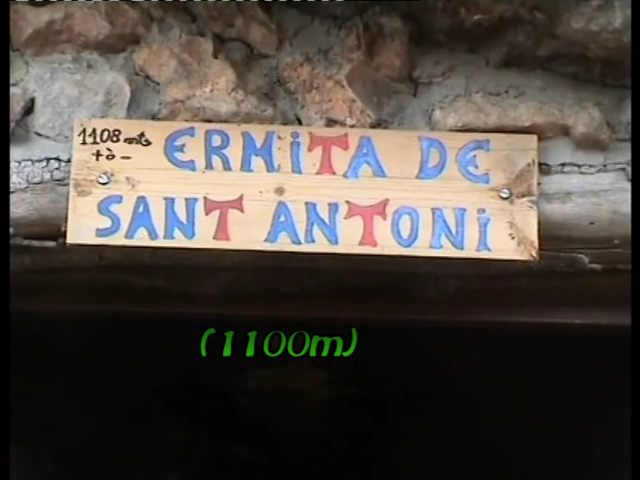 1108 mts
+ò-
ERMiTA DE
SANT ANTONi
(1100m)